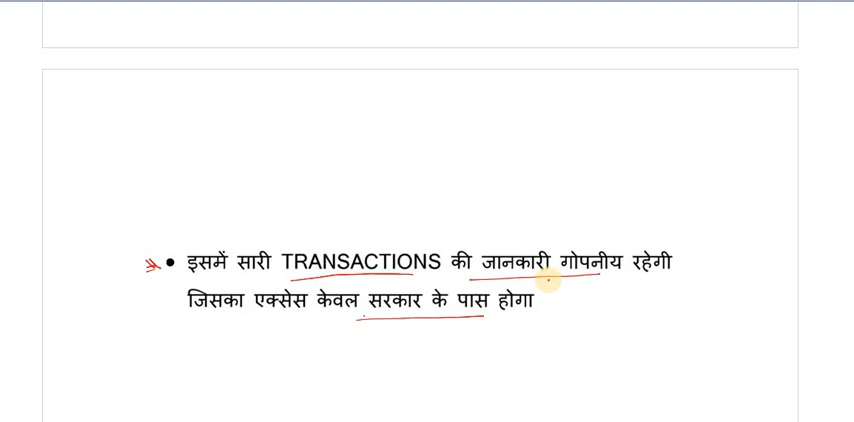 • इसमें सारी TRANSACTIONS की जानकारी गोपनीय रहेगी
जिसका एक्सेस केवल सरकार के पास होगा